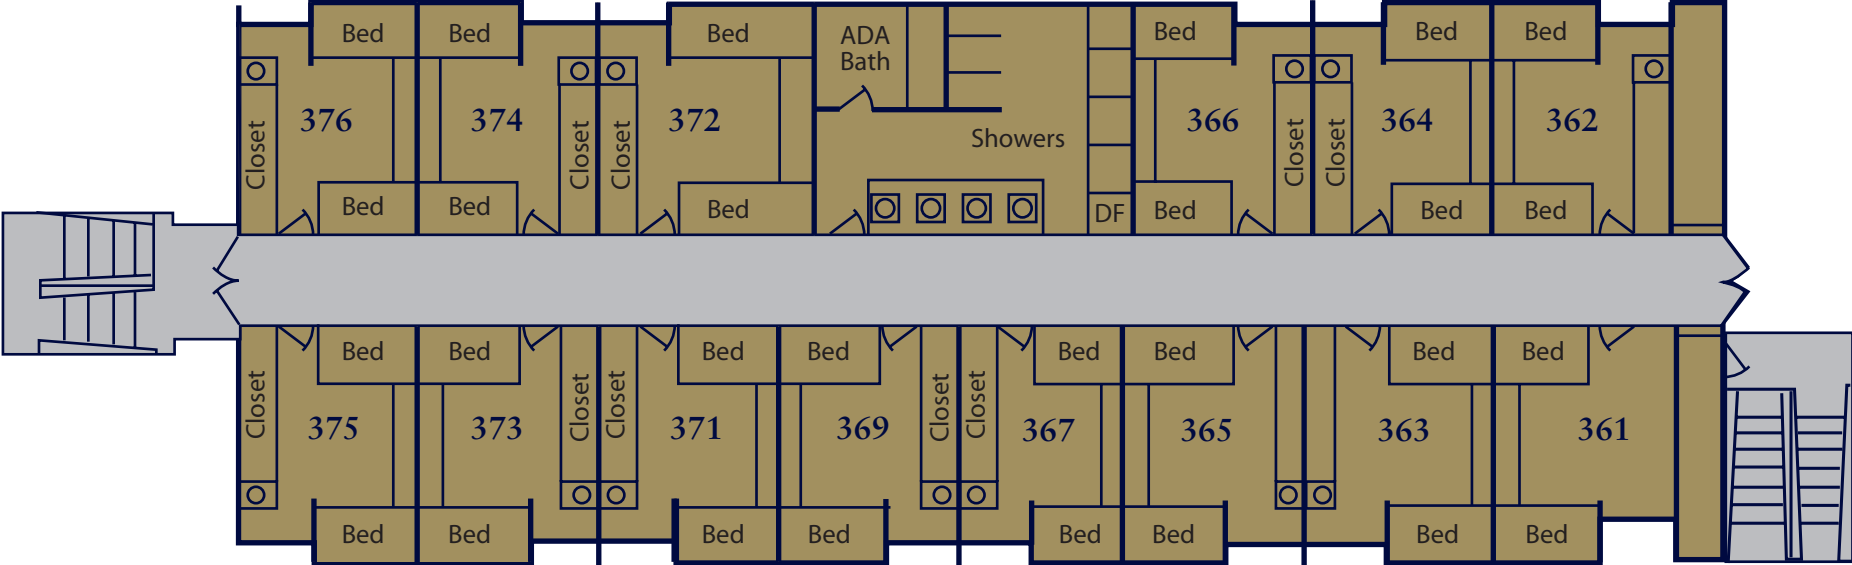 Bed
Bed
Bed
ADA
Bath
Bed
Bed
Bed
376
374
372
366
364
362
Closet
Closet
Closet
Showers
Closet
Closet
Bed
Bed
Bed
DF
Bed
Bed
Bed
Bed
Bed
Bed
Bed
Bed
Bed
Bed
Bed
Closet
Closet
Closet
Closet
Closet
375
373
371
369
367
365
363
361
Bed
Bed
Bed
Bed
Bed
Bed
Bed
Bed